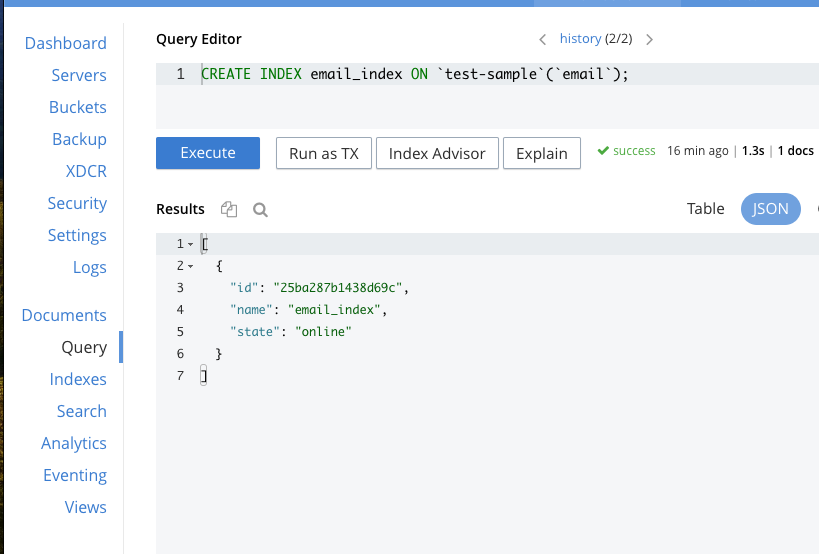 Dashboard
Servers
Buckets
Backup
XDCR
Security
Settings
Logs
Documents
Query
Indexes
Search
Analytics
Eventing
Views
Query Editor
history (2/2)
1 CREATE INDEX email_index ON `test-sample`(`email`);
Execute Run as TX Index Advisor Explain success 16 min ago | 1.3s | 1 docs
Results Table JSON
1 [
2 {
3 "id": "25ba287b1438d69c",
4 "name": "email_index",
5 "state": "online"
6 }
7 ]